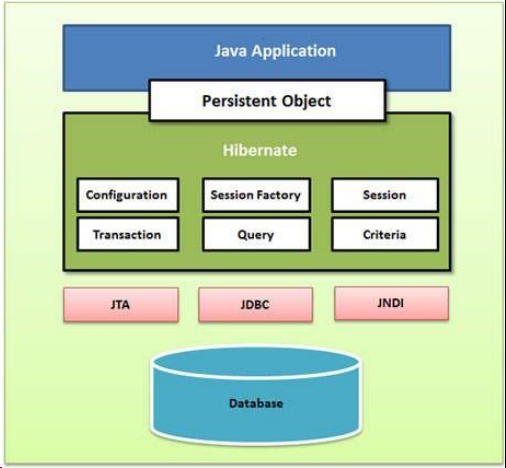 Java Application
Persistent Object
Hibernate
Configuration
Session Factory
Session
Transaction
Query
Criteria
JTA
JDBC
JNDI
Database